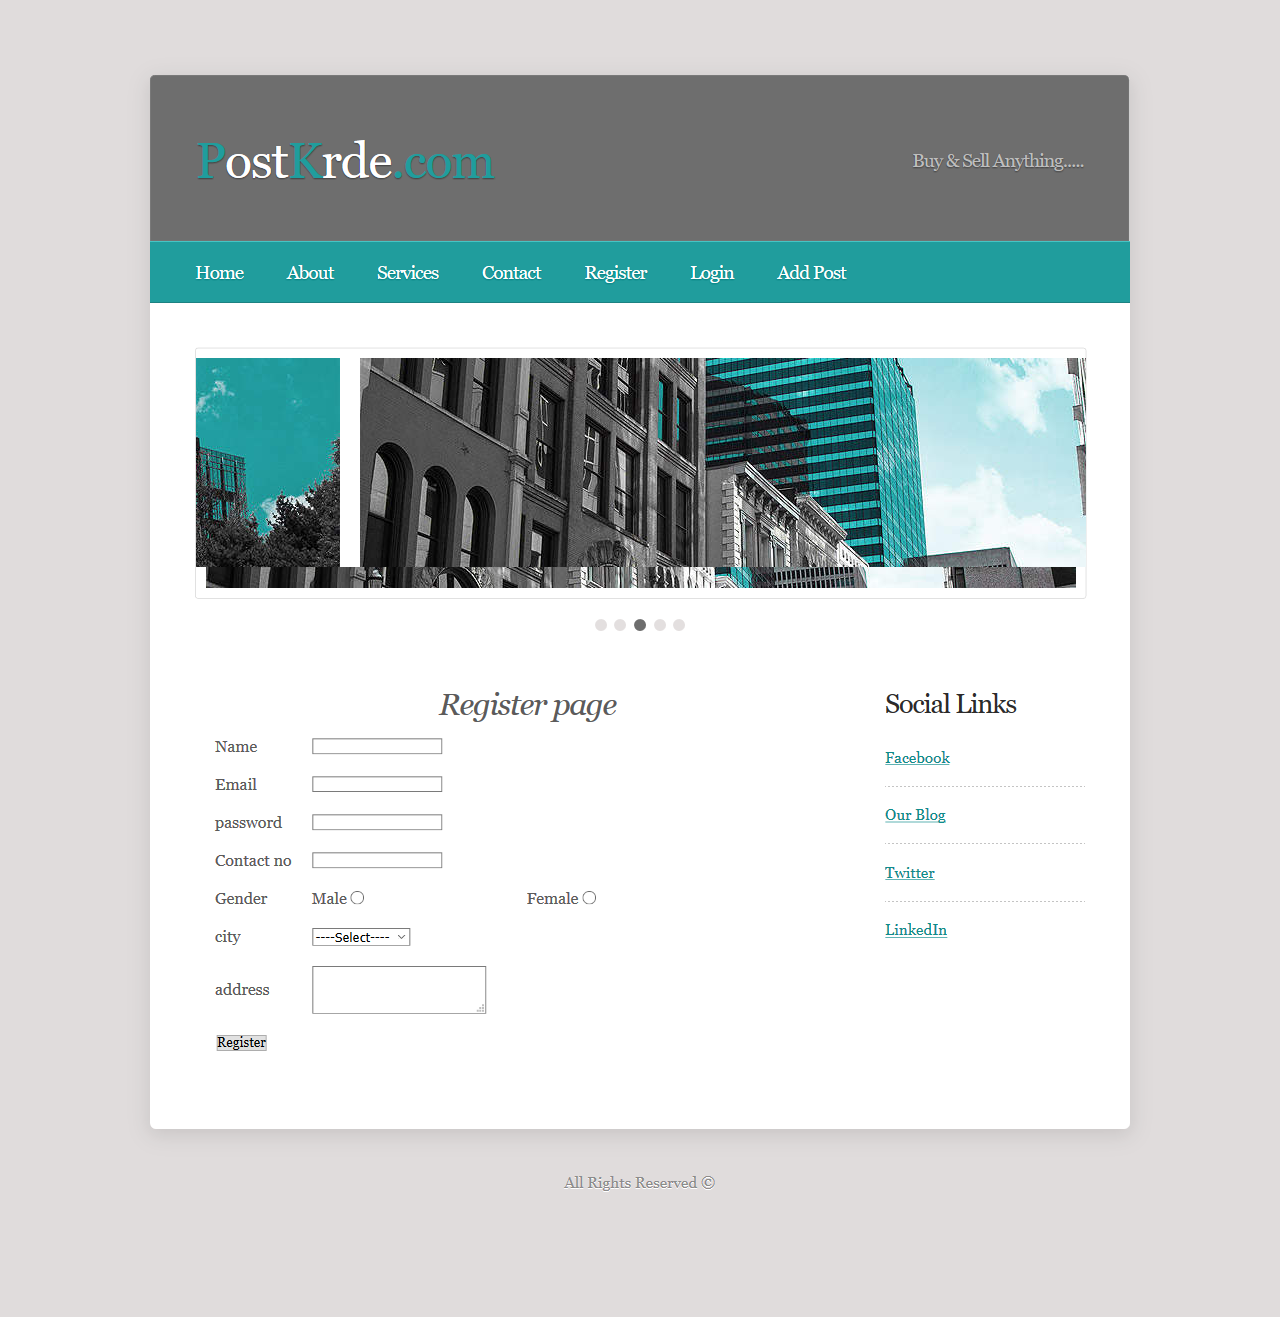 PostKrde.com
Buy & Sell Anything.....
Home About Services Contact Register Login Add Post
Register page
Name
Email
password
Contact no
Gender Male Female
city ----Select----
address
Register
Social Links
Facebook
Our Blog
Twitter
LinkedIn
All Rights Reserved ©